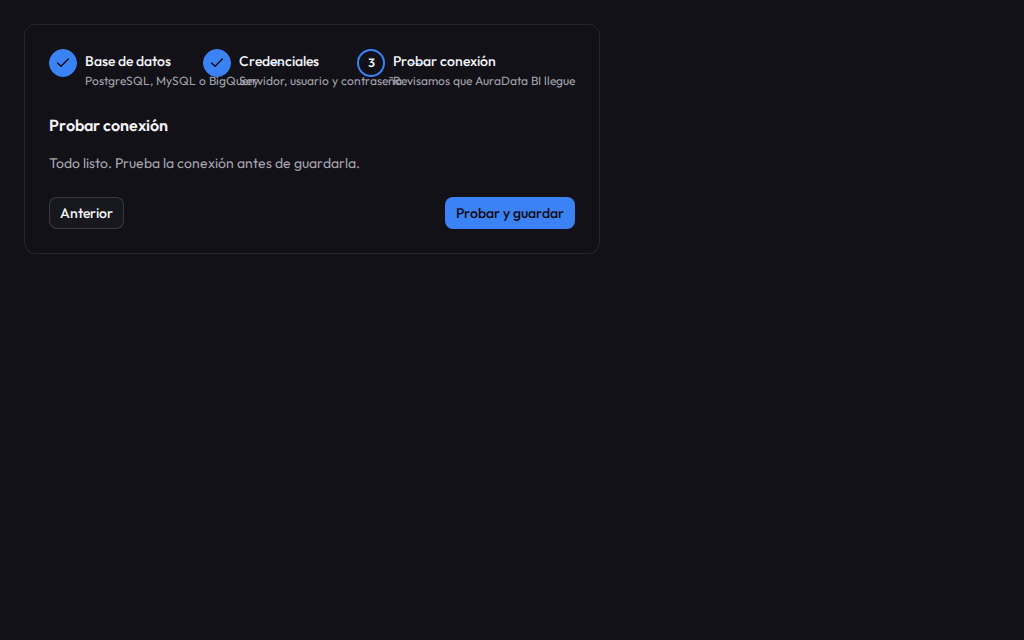 Base de datos
PostgreSQL, MySQL o BigQuery
Credenciales
Servidor, usuario y contraseña
3
Probar conexión
Revisamos que AuraData BI llegue
Probar conexión
Todo listo. Prueba la conexión antes de guardarla.
Anterior
Probar y guardar